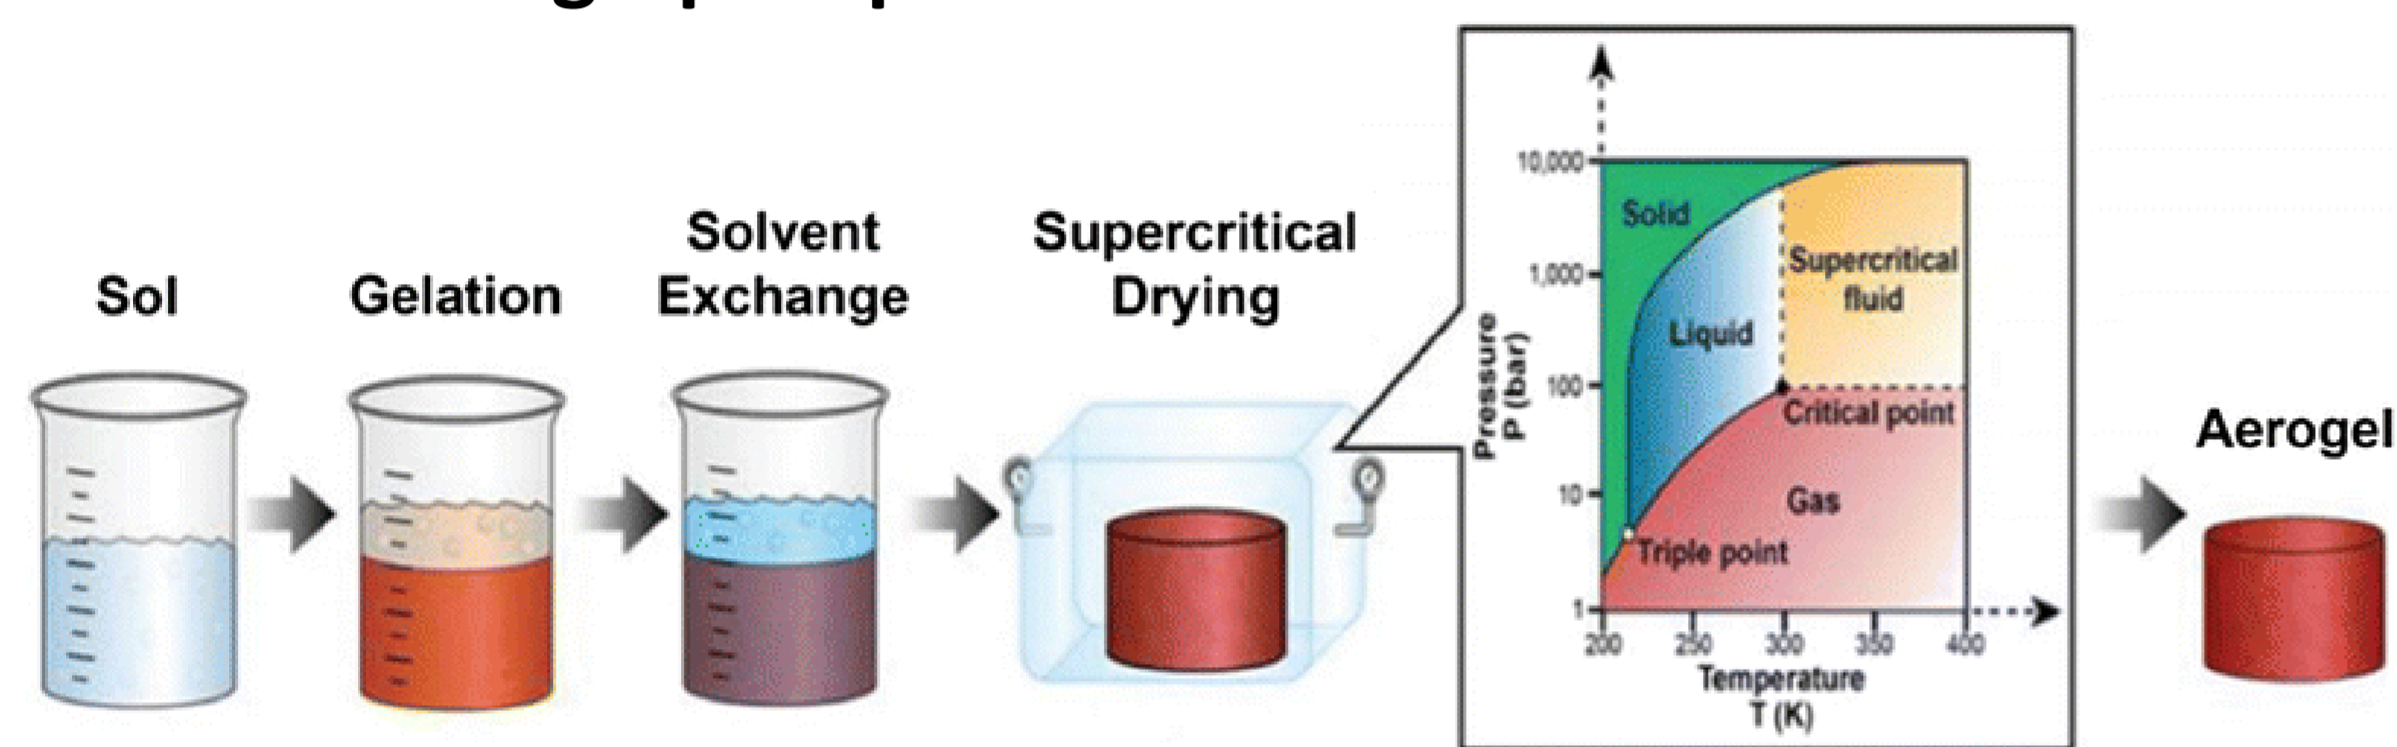 Sol
Gelation
Solvent
Exchange
Supercritical
Drying
Pressure
P (bar)
10,000
1,000
100
10
1
Solid
Liquid
Supercritical
fluid
Critical point
Gas
Triple point
200
250
300
350
400
Temperature
T (K)
Aerogel